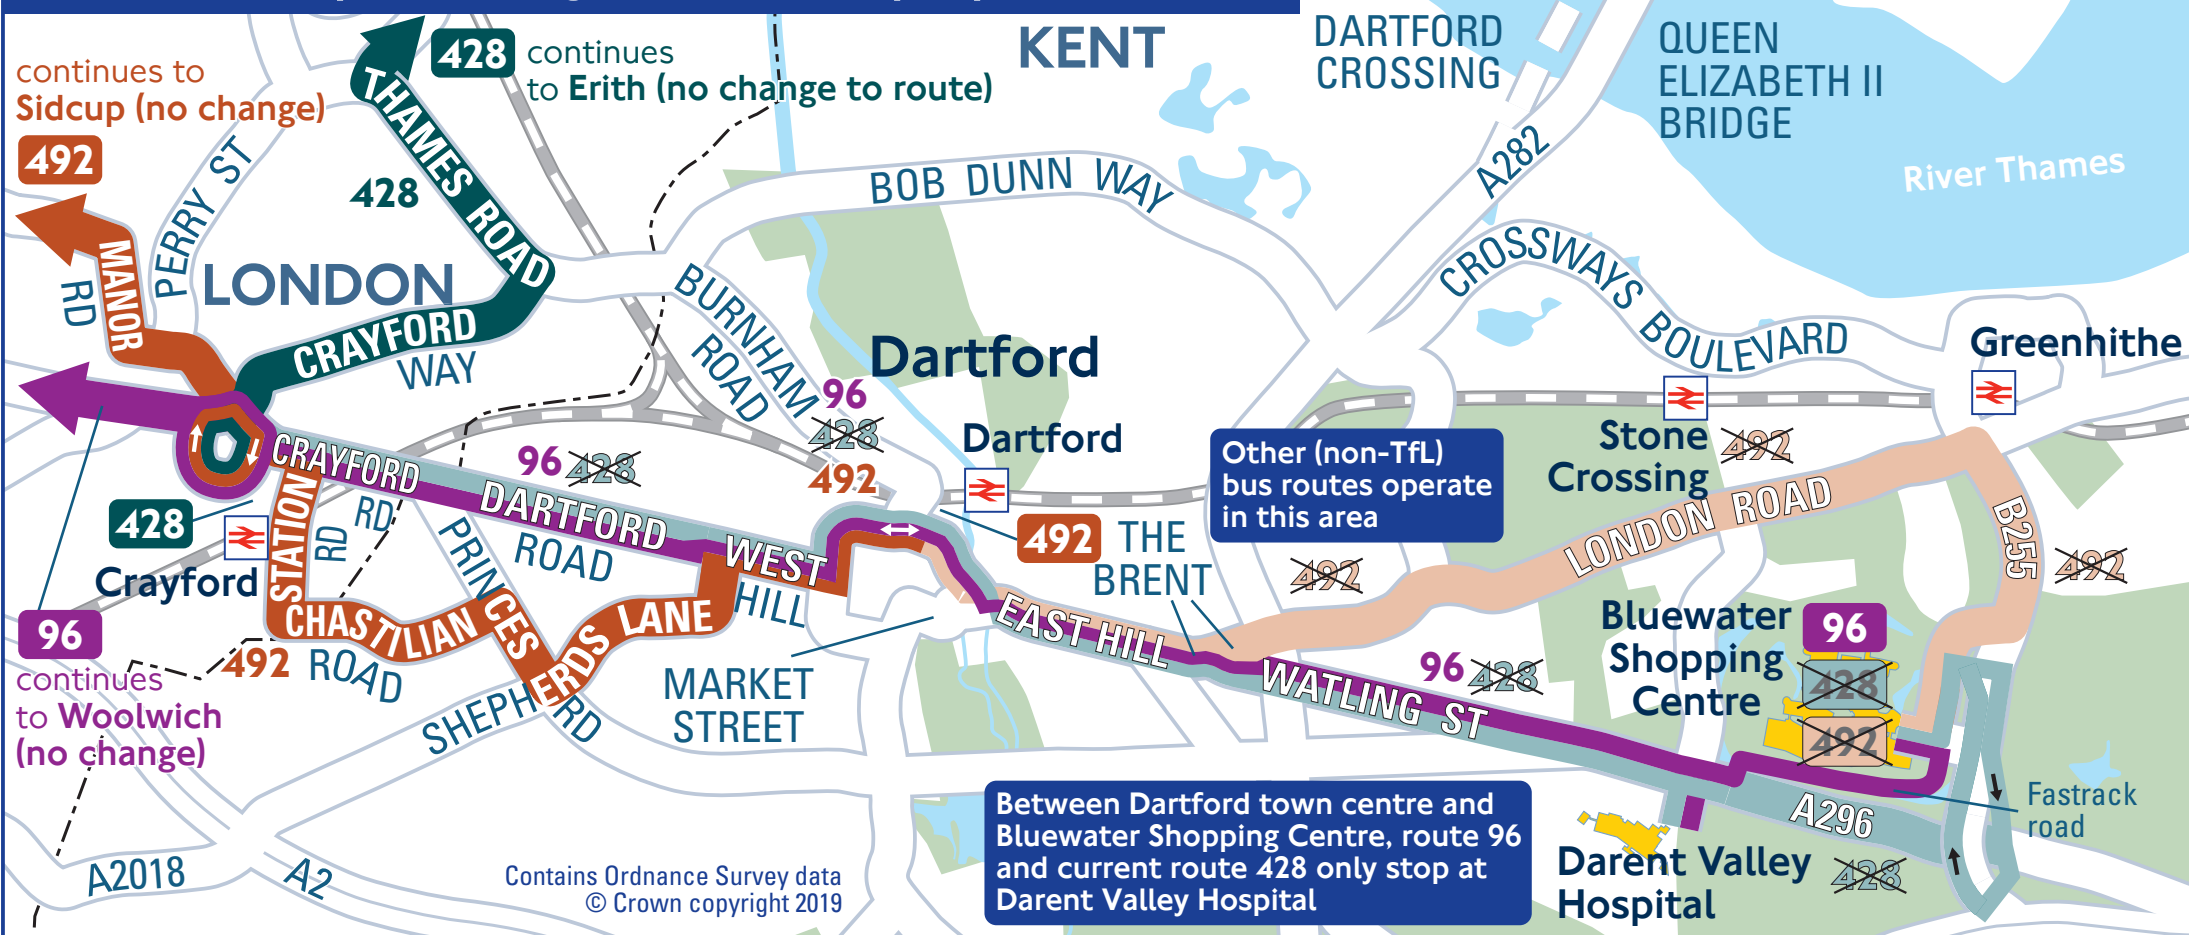 continues to
Sidcup (no change)
492
428
continues
to Erith (no change to route)
KENT
DARTFORD
CROSSING
QUEEN
ELIZABETH II
BRIDGE
River Thames
A282
THAMES ROAD
428
PERRY ST
MANOR
RD
LONDON
CRAYFORD
WAY
BOB DUNN WAY
BURNHAM
ROAD
CROSSWAYS BOULEVARD
Greenhithe
Dartford
96
428
492
Dartford
Stone
Crossing
492
Other (non-TfL)
bus routes operate
in this area
CRAYFORD
RD
96 428
DARTFORD
ROAD
WEST
HILL
428
Crayford
STATION
RD
PRINCES
RD
CHASTILIAN
ROAD
492
SHEPHERDS LANE
492
THE
BRENT
492
LONDON ROAD
B255
492
96
continues
to Woolwich
(no change)
MARKET
STREET
EAST HILL
WATLING ST
96 428
Bluewater
Shopping
Centre
96
428
492
Between Dartford town centre and
Bluewater Shopping Centre, route 96
and current route 428 only stop at
Darent Valley Hospital
A296
Fastrack
road
Darent Valley
Hospital
428
A2018
A2
Contains Ordnance Survey data
© Crown copyright 2019